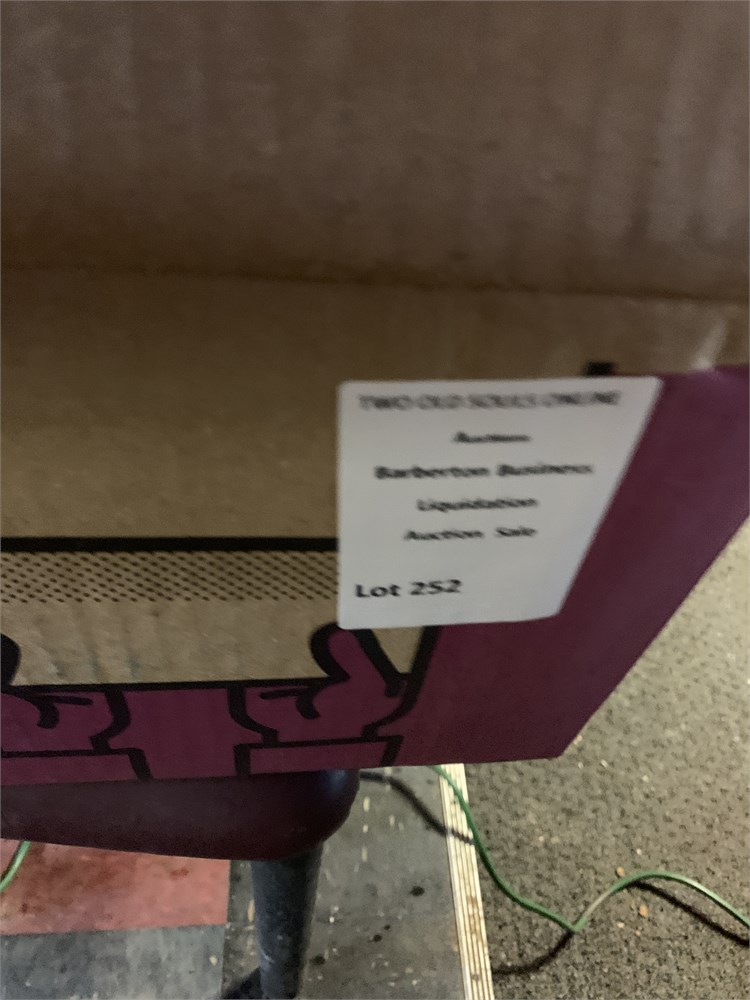 TWO OLD SOULS ONLINE
Auction
Barberton Business
Liquidation
Auction Sale
Lot 252